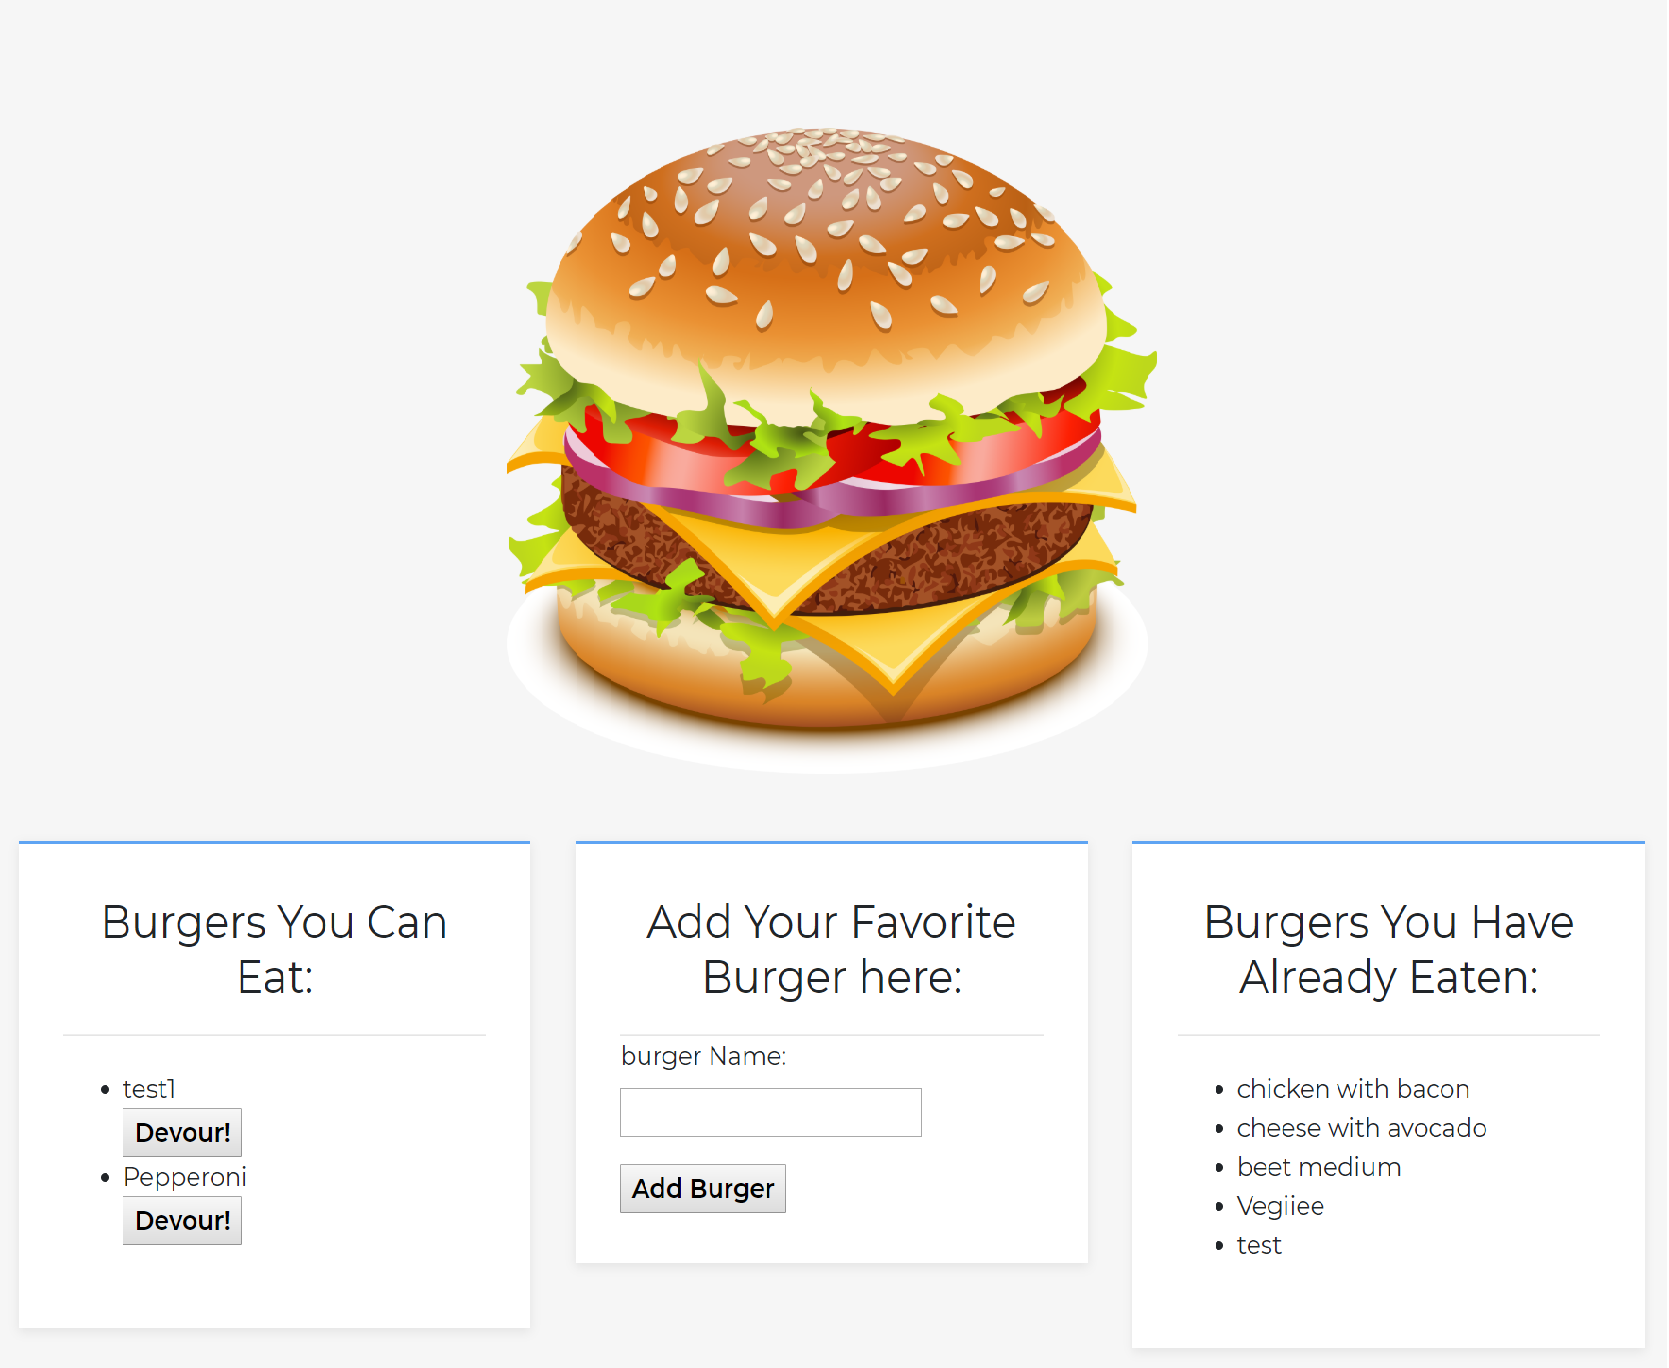 Burgers You Can
Eat:
test1
Devour!
Pepperoni
Devour!
Add Your Favorite
Burger here:
burger Name:
Add Burger
Burgers You Have
Already Eaten:
chicken with bacon
cheese with avocado
beet medium
Vegiiee
test